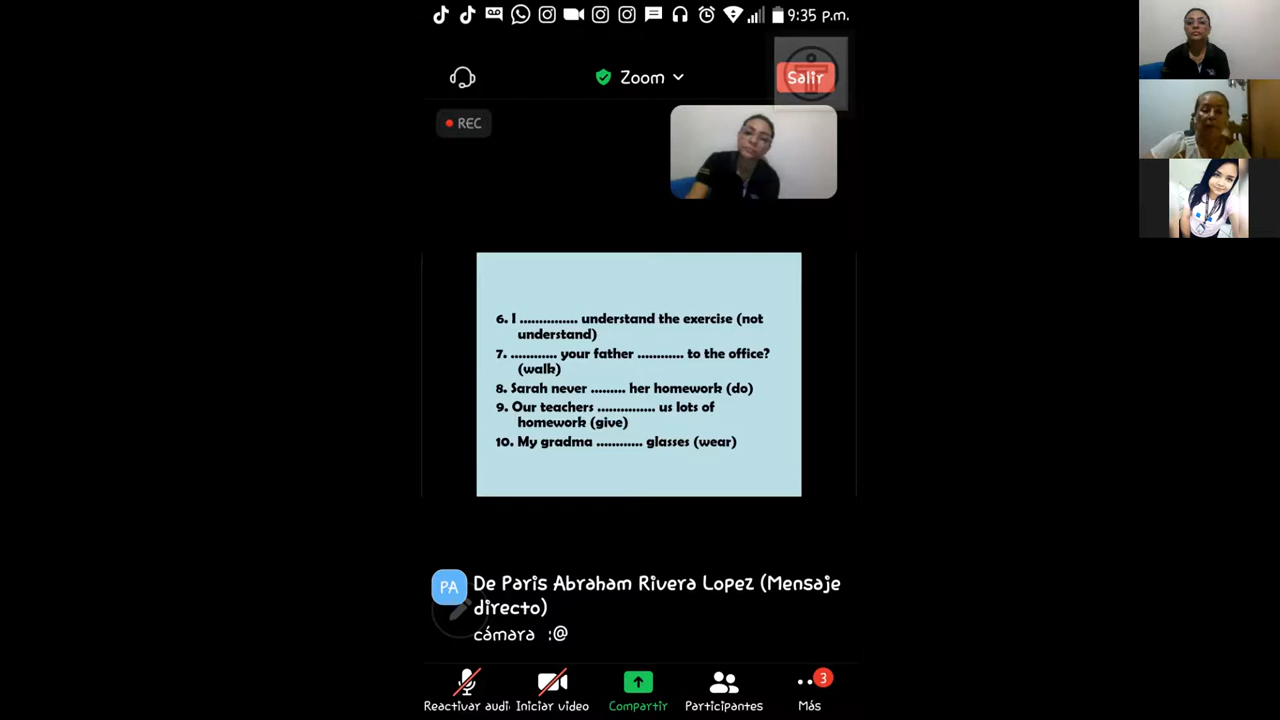 9:35 p.m.
Zoom
Salir
REC
6. I ............... understand the exercise (not
understand)
7. ............ your father ............ to the office?
(walk)
8. Sarah never ......... her homework (do)
9. Our teachers ............... us lots of
homework (give)
10. My gradma ............ glasses (wear)
PA
De Paris Abraham Rivera Lopez (Mensaje
directo)
cámara :@
3
Reactivar audi
Iniciar video
Compartir
Participantes
Más